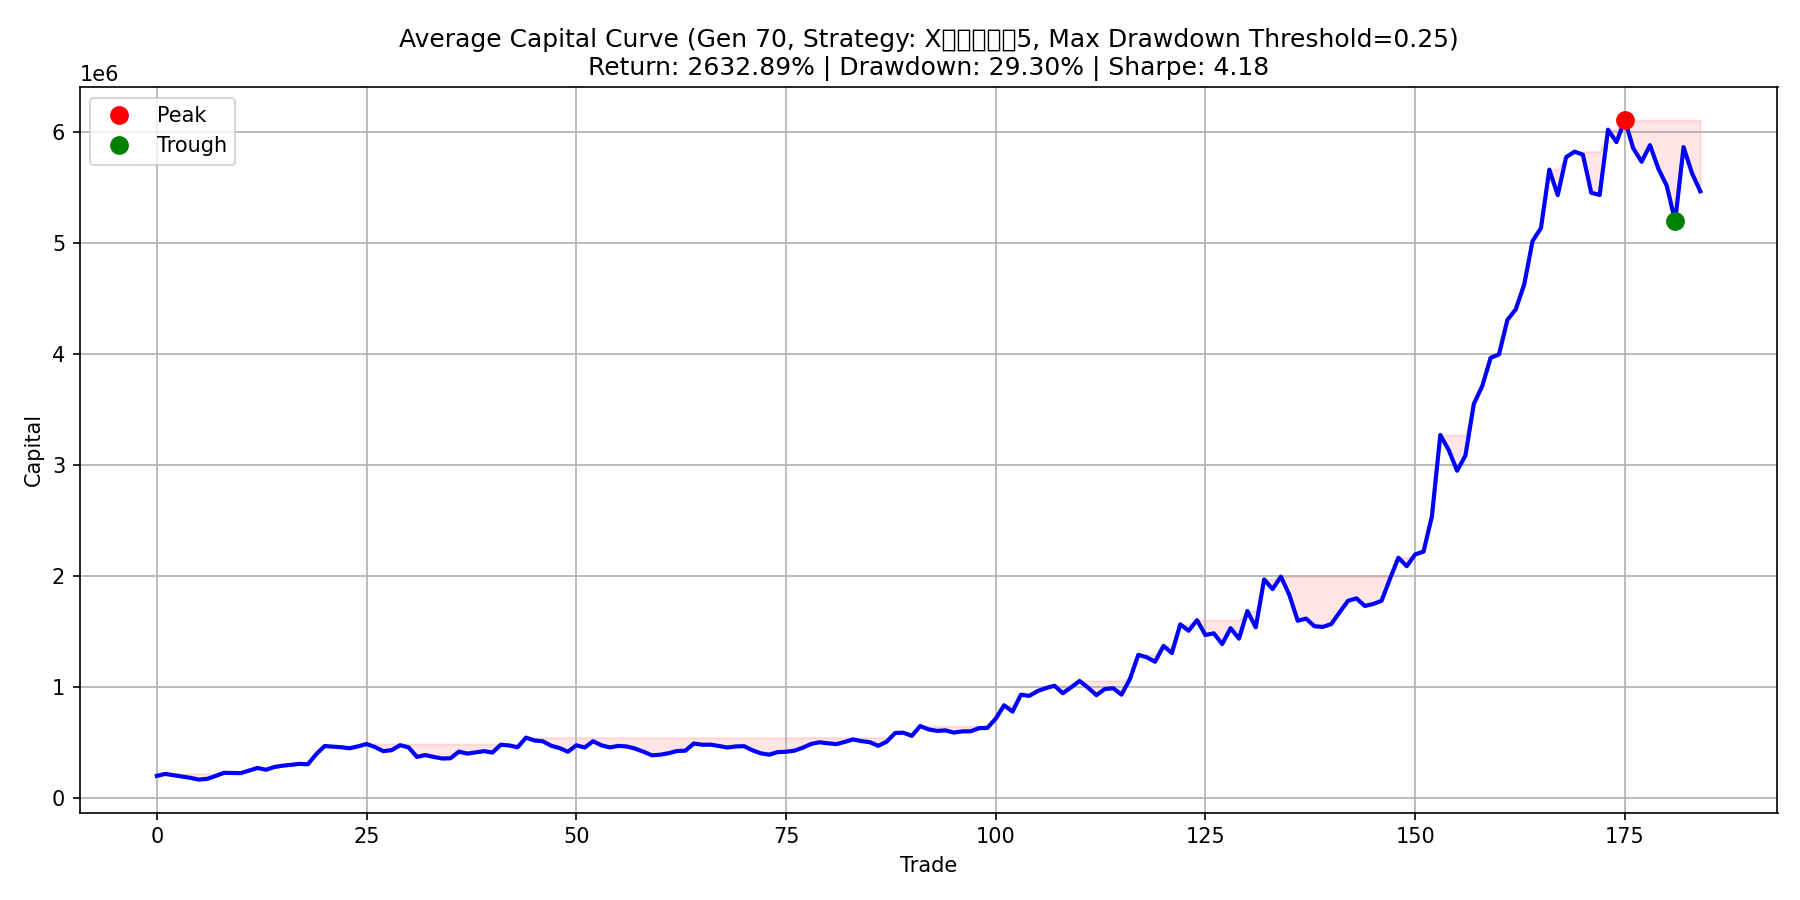 Average Capital Curve (Gen 70, Strategy: X□□□□□5, Max Drawdown Threshold=0.25)
Return: 2632.89% | Drawdown: 29.30% | Sharpe: 4.18
1e6
Peak
Trough
6
5
4
3
2
1
0
Capital
0 25 50 75 100 125 150 175
Trade